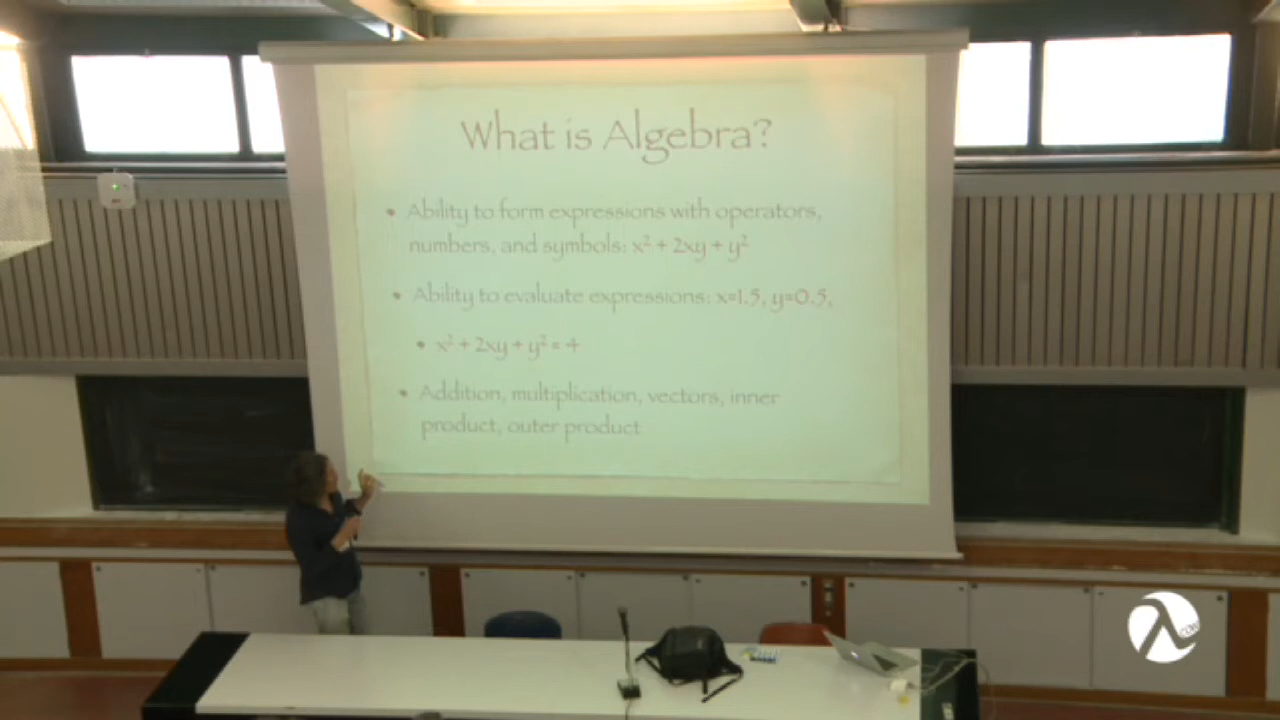 What is Algebra?
• Ability to form expressions with operators,
numbers, and symbols: x² + 2xy + y²
• Ability to evaluate expressions: x=1.5, y=0.5,
• x² + 2xy + y² = 4
• Addition, multiplication, vectors, inner
product, outer product
λ COM